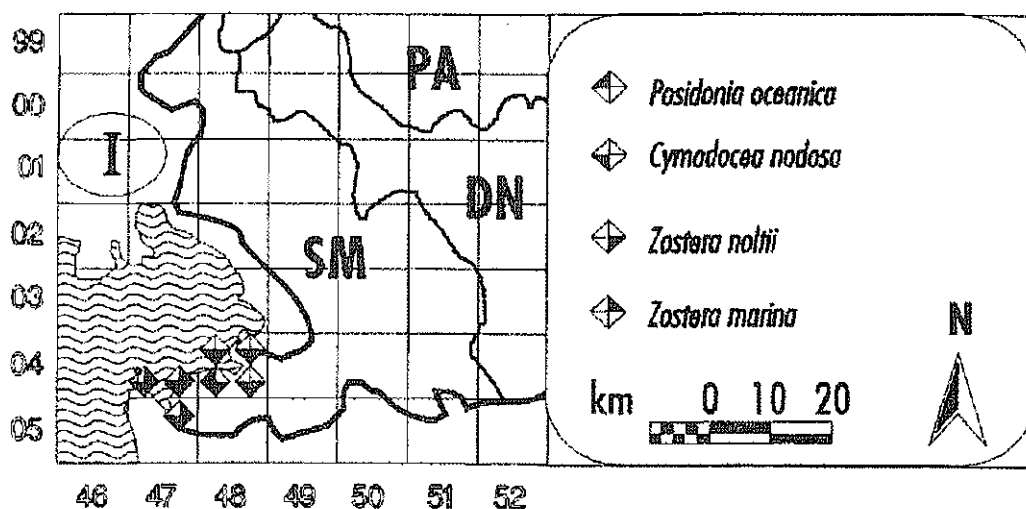 99
00
01
02
03
04
05
46 47 48 49 50 51 52
I
PA
DN
SM
Posidonia oceanica
Cymodocea nodosa
Zostera noltii
Zostera marina
N
km 0 10 20